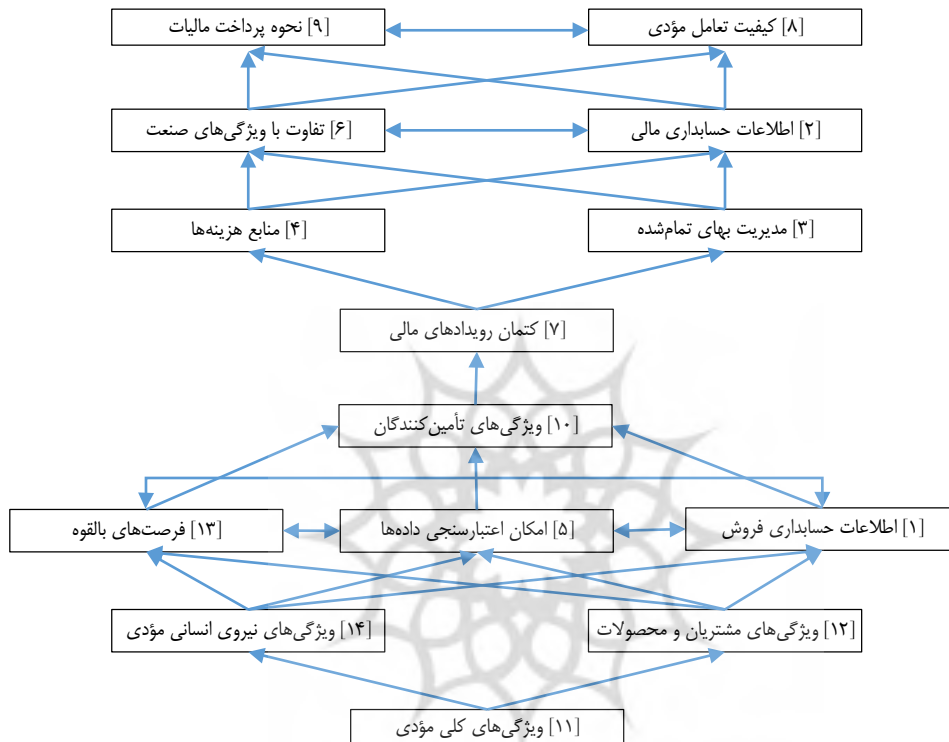 [۸] کیفیت تعامل مؤدی
[۹] نحوه پرداخت مالیات
[۲] اطلاعات حسابداری مالی
[۶] تفاوت با ویژگی‌های صنعت
[۳] مدیریت بهای تمام‌شده
[۴] منابع هزینه‌ها
[۷] کتمان رویدادهای مالی
[۱۰] ویژگی‌های تأمین‌کنندگان
[۱] اطلاعات حسابداری فروش
[۵] امکان اعتبارسنجی داده‌ها
[۱۳] فرصت‌های بالقوه
[۱۲] ویژگی‌های مشتریان و محصولات
[۱۴] ویژگی‌های نیروی انسانی مؤدی
[۱۱] ویژگی‌های کلی مؤدی